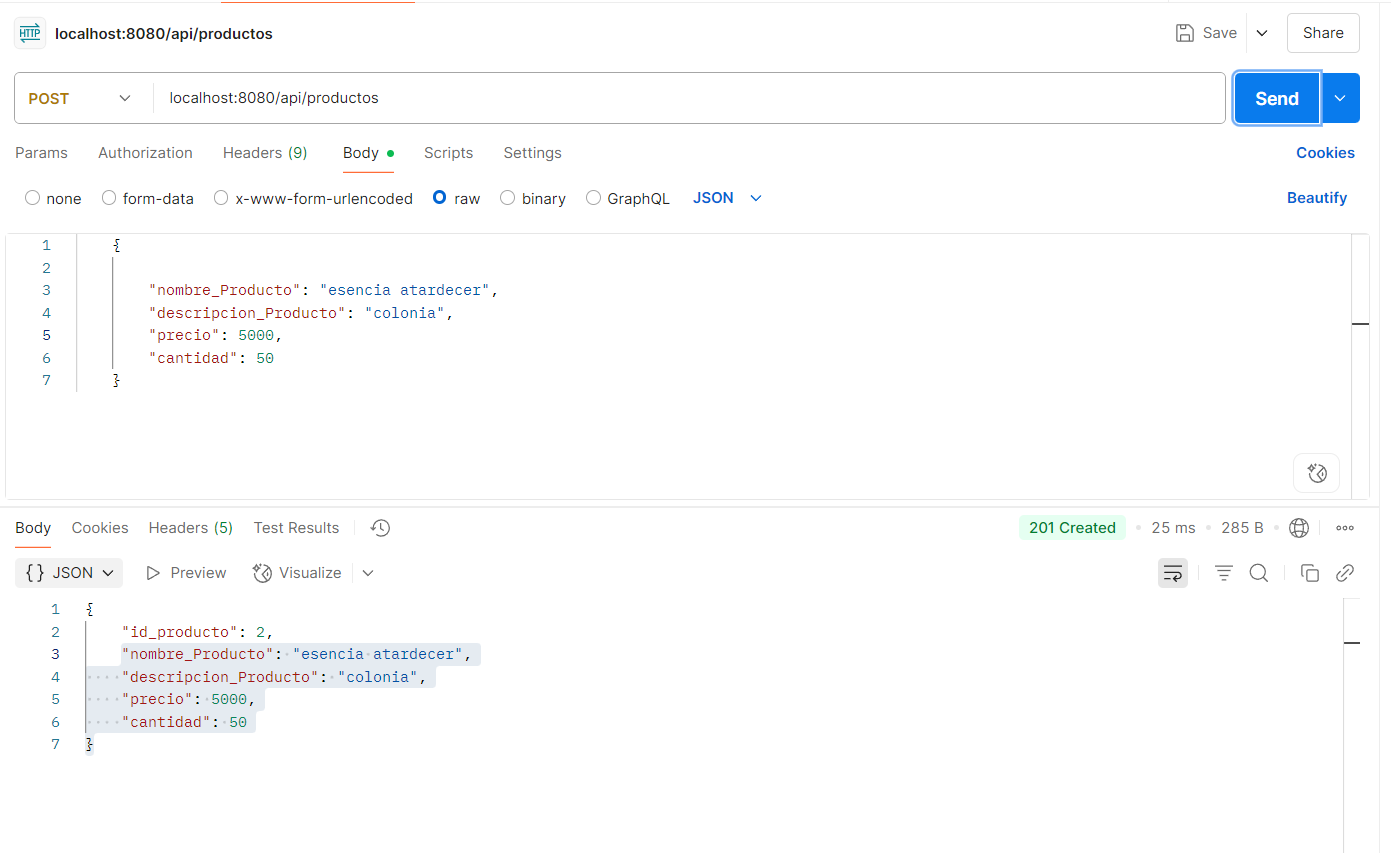 HTTP localhost:8080/api/productos Save Share
POST localhost:8080/api/productos Send
Params Authorization Headers (9) Body Scripts Settings Cookies
none form-data x-www-form-urlencoded raw binary GraphQL JSON Beautify
1 {
2
3 "nombre_Producto": "esencia atardecer",
4 "descripcion_Producto": "colonia",
5 "precio": 5000,
6 "cantidad": 50
7 }
Body Cookies Headers (5) Test Results 201 Created • 25 ms • 285 B •
{} JSON Preview Visualize
1 {
2 "id_producto": 2,
3 "nombre_Producto": "esencia atardecer",
4 "descripcion_Producto": "colonia",
5 "precio": 5000,
6 "cantidad": 50
7 }